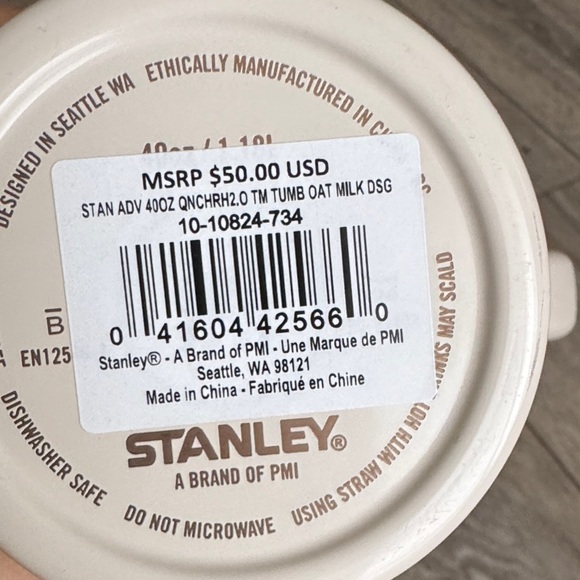 DESIGNED IN SEATTLE WA ETHICALLY MANUFACTURED IN
40oz / 1.18L
MSRP $50.00 USD
STAN ADV 40OZ QNCHRH2.O TM TUMB OAT MILK DSG
10-10824-734
0 41604 42566 0
Stanley® - A Brand of PMI - Une Marque de PMI
Seattle, WA 98121
Made in China - Fabriqué en Chine
B
EN125
STANLEY®
A BRAND OF PMI
DISHWASHER SAFE
DO NOT MICROWAVE
USING STRAW WITH HOT MAY SCALD